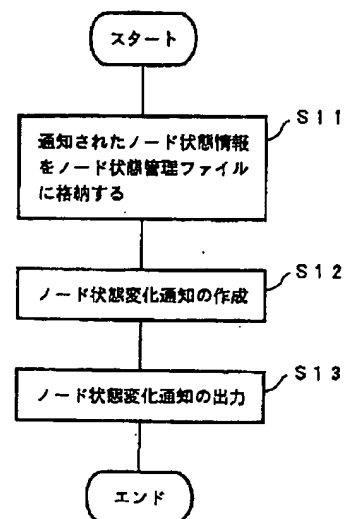 スタート
S11
通知されたノード状態情報
をノード状態管理ファイル
に格納する
S12
ノード状態変化通知の作成
S13
ノード状態変化通知の出力
エンド